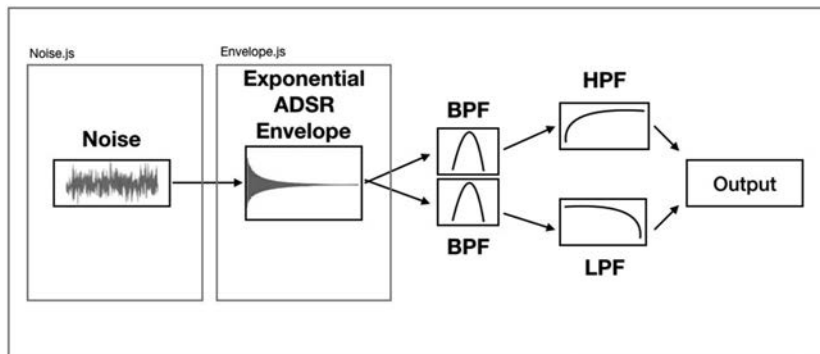 Noise.js
Envelope.js
Noise
Exponential
ADSR
Envelope
BPF
BPF
HPF
LPF
Output